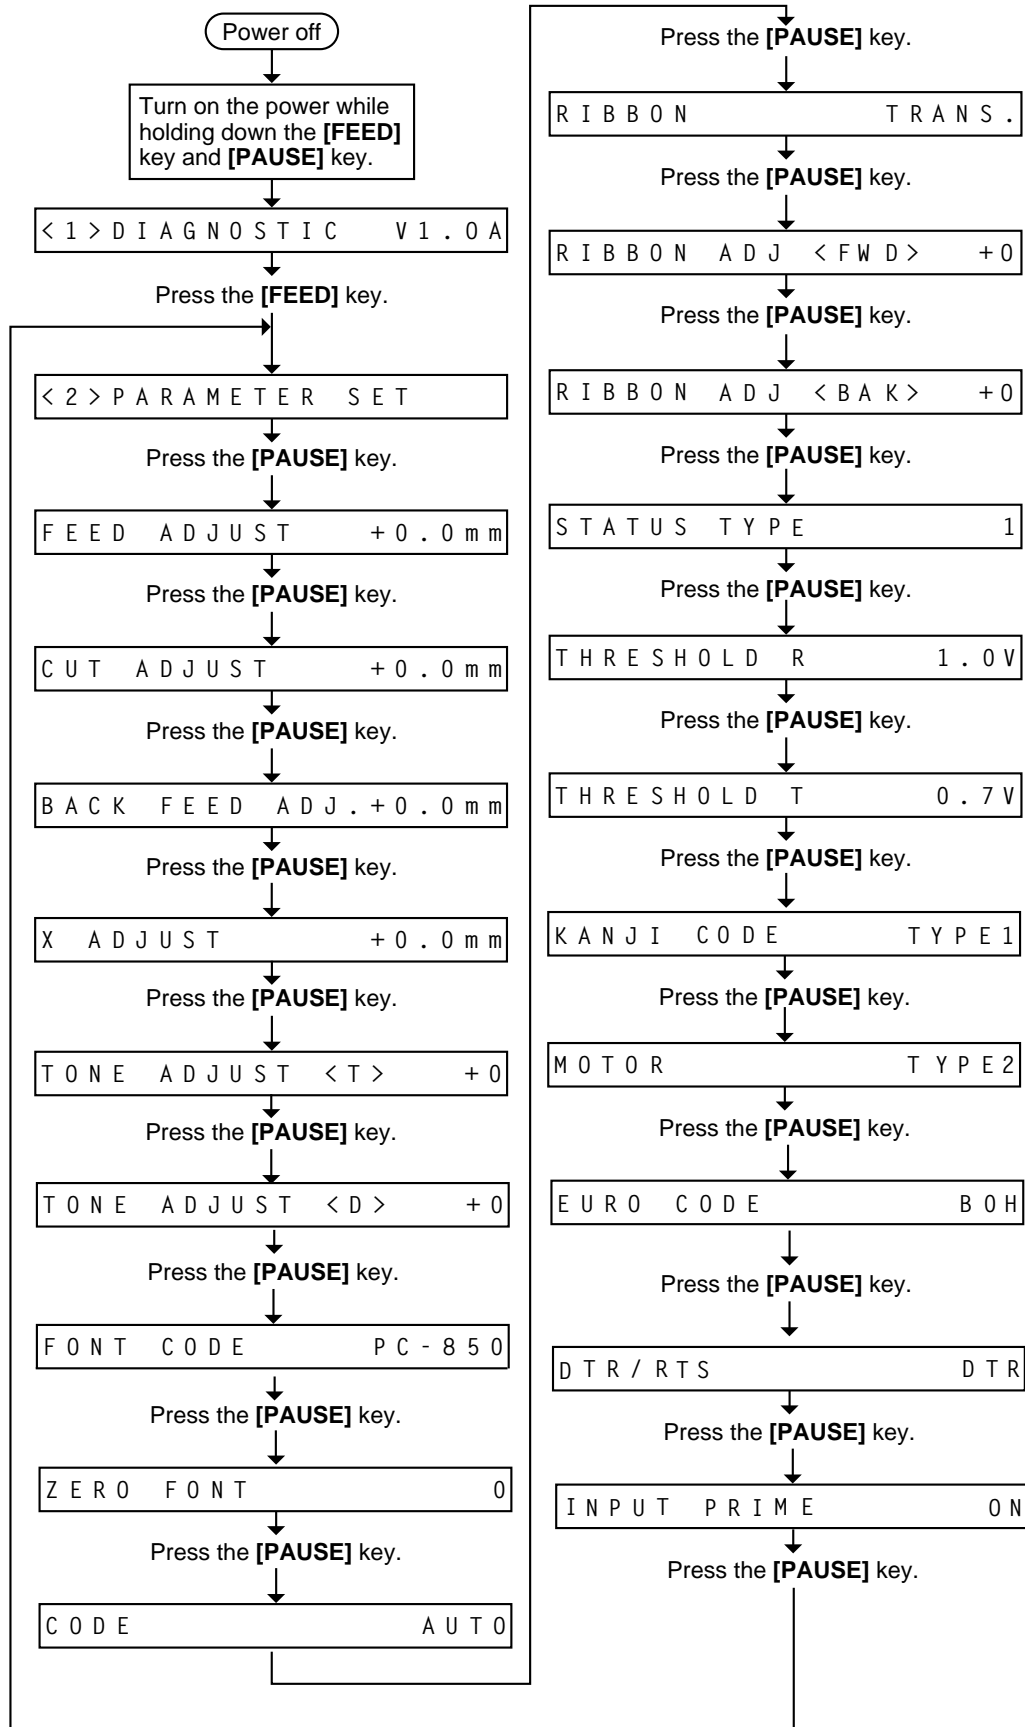 Power off
Turn on the power while
holding down the [FEED]
key and [PAUSE] key.
<1>DIAGNOSTIC V1.0A
Press the [FEED] key.
<2>PARAMETER SET
Press the [PAUSE] key.
FEED ADJUST +0.0mm
Press the [PAUSE] key.
CUT ADJUST +0.0mm
Press the [PAUSE] key.
BACK FEED ADJ.+0.0mm
Press the [PAUSE] key.
X ADJUST +0.0mm
Press the [PAUSE] key.
TONE ADJUST <T> +0
Press the [PAUSE] key.
TONE ADJUST <D> +0
Press the [PAUSE] key.
FONT CODE PC-850
Press the [PAUSE] key.
ZERO FONT 0
Press the [PAUSE] key.
CODE AUTO
Press the [PAUSE] key.
RIBBON TRANS.
Press the [PAUSE] key.
RIBBON ADJ <FWD> +0
Press the [PAUSE] key.
RIBBON ADJ <BAK> +0
Press the [PAUSE] key.
STATUS TYPE 1
Press the [PAUSE] key.
THRESHOLD R 1.0V
Press the [PAUSE] key.
THRESHOLD T 0.7V
Press the [PAUSE] key.
KANJI CODE TYPE1
Press the [PAUSE] key.
MOTOR TYPE2
Press the [PAUSE] key.
EURO CODE B0H
Press the [PAUSE] key.
DTR/RTS DTR
Press the [PAUSE] key.
INPUT PRIME ON
Press the [PAUSE] key.